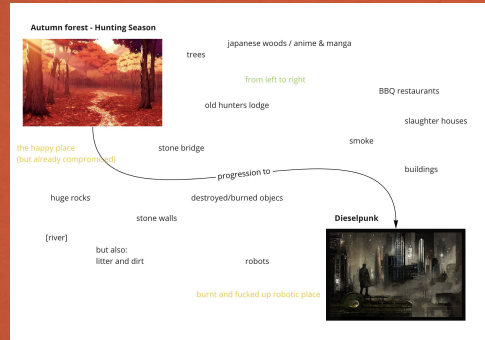 Autumn forest - Hunting Season
japanese woods / anime & manga
trees
from left to right
BBQ restaurants
old hunters lodge
slaughter houses
smoke
the happy place
(but already compromised)
stone bridge
buildings
progression to
huge rocks
destroyed/burned objecs
stone walls
Dieselpunk
[river]
but also:
litter and dirt
robots
burnt and fucked up robotic place